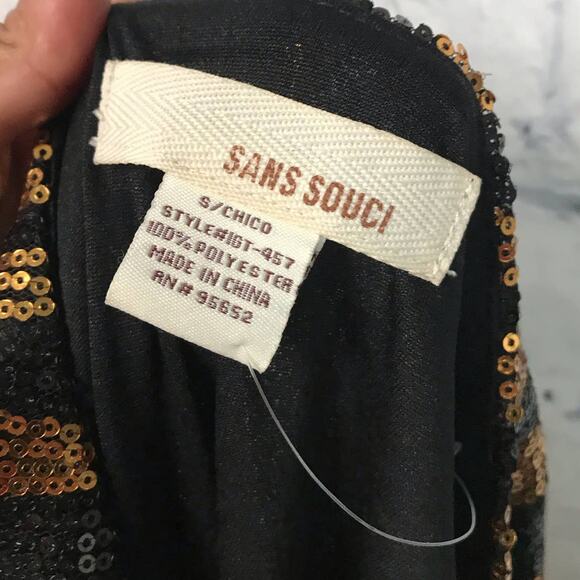 SANS SOUCI
S/CHICO
STYLE#IGT-457
100% POLYESTER
MADE IN CHINA
RN# 95652